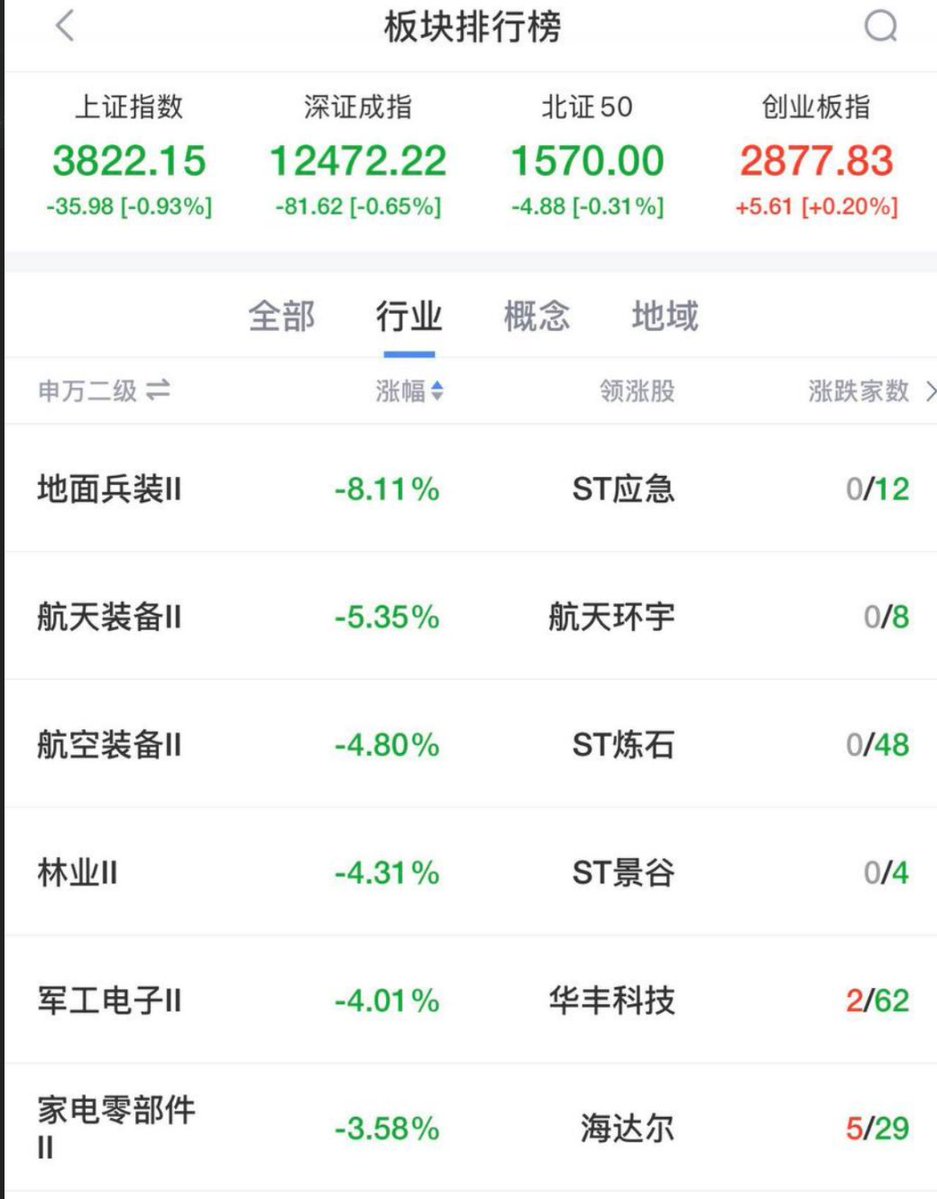 板块排行榜
上证指数 深证成指 北证50 创业板指
3822.15 12472.22 1570.00 2877.83
-35.98 [-0.93%] -81.62 [-0.65%] -4.88 [-0.31%] +5.61 [+0.20%]
全部 行业 概念 地域
申万二级 涨幅 领涨股 涨跌家数
地面兵装II -8.11% ST应急 0/12
航天装备II -5.35% 航天环宇 0/8
航空装备II -4.80% ST炼石 0/48
林业II -4.31% ST景谷 0/4
军工电子II -4.01% 华丰科技 2/62
家电零部件
II -3.58% 海达尔 5/29